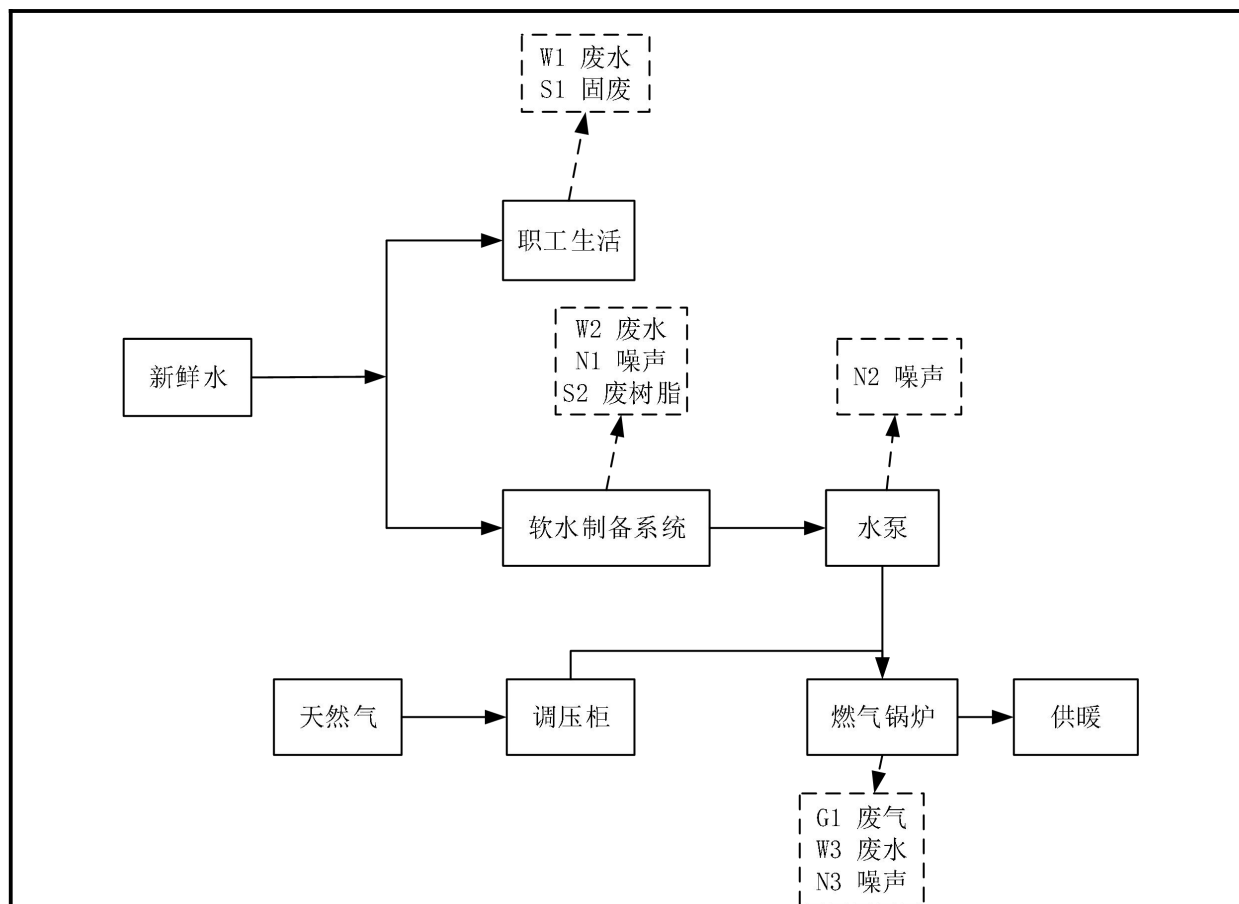 W1 废水
S1 固废
职工生活
W2 废水
N1 噪声
S2 废树脂
N2 噪声
新鲜水
软水制备系统
水泵
天然气
调压柜
燃气锅炉
供暖
G1 废气
W3 废水
N3 噪声